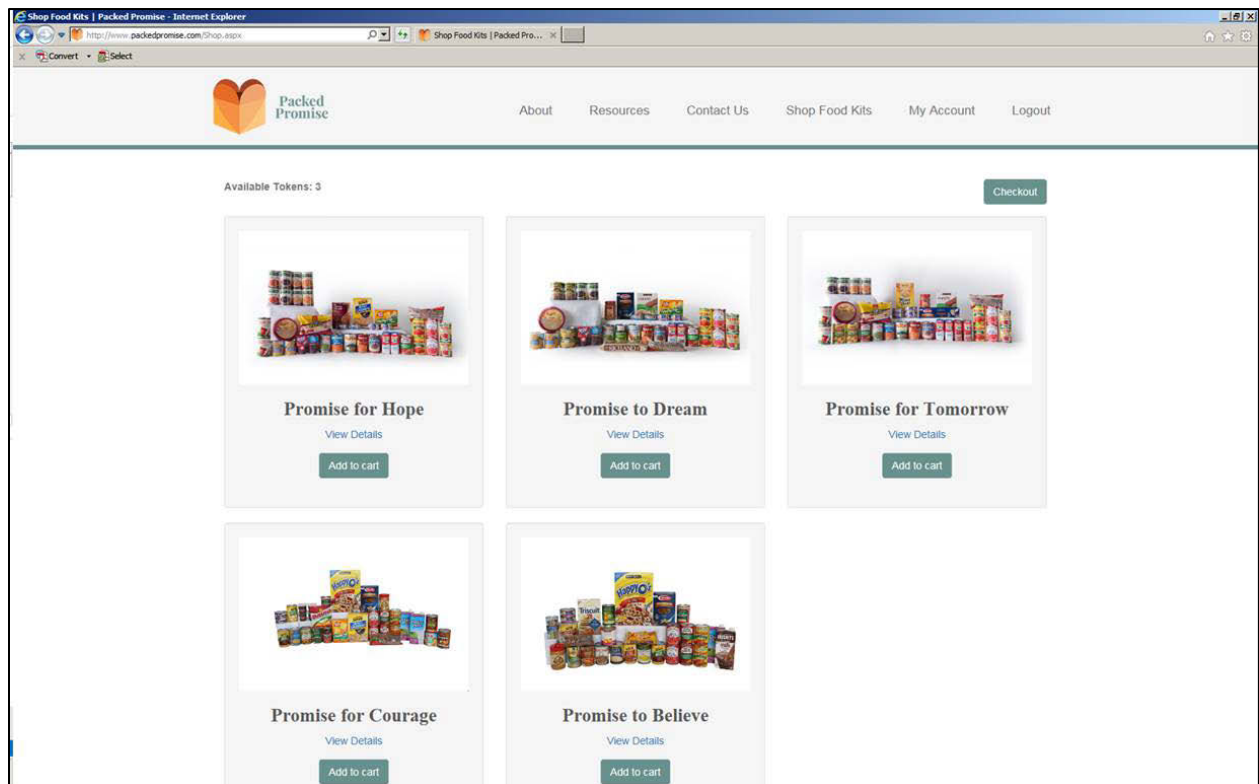 Shop Food Kits | Packed Promise - Internet Explorer
http://www.packedpromise.com/Shop.aspx
Shop Food Kits | Packed Pro...
x Convert Select
Packed
Promise
About Resources Contact Us Shop Food Kits My Account Logout
Available Tokens: 3
Checkout
Promise for Hope
View Details
Add to cart
Promise to Dream
View Details
Add to cart
Promise for Tomorrow
View Details
Add to cart
HAPPY O's
Promise for Courage
View Details
Add to cart
HAPPY O's
Promise to Believe
View Details
Add to cart